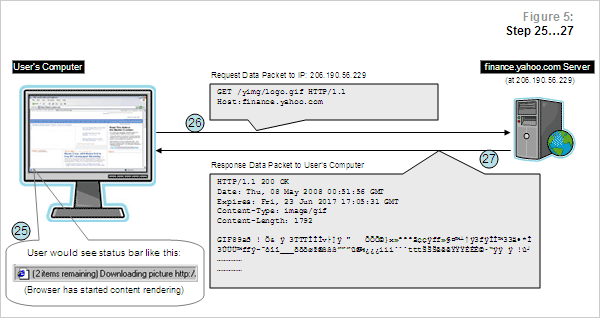 Figure 5:
Step 25...27
User's Computer
finance.yahoo.com Server
(at 206.190.56.229)
Request Data Packet to IP: 206.190.56.229
GET /yimg/logo.gif HTTP/1.1
Host:finance.yahoo.com
26
27
Response Data Packet to User's Computer
HTTP/1.1 200 OK
Date: Thu, 08 May 2008 00:51:56 GMT
Expires: Fri, 23 Jun 2017 17:05:31 GMT
Content-Type: image/gif
Content-Length: 1792
GIF89a
25
User would see status bar like this:
(2 items remaining) Downloading picture http:/.
(Browser has started content rendering)